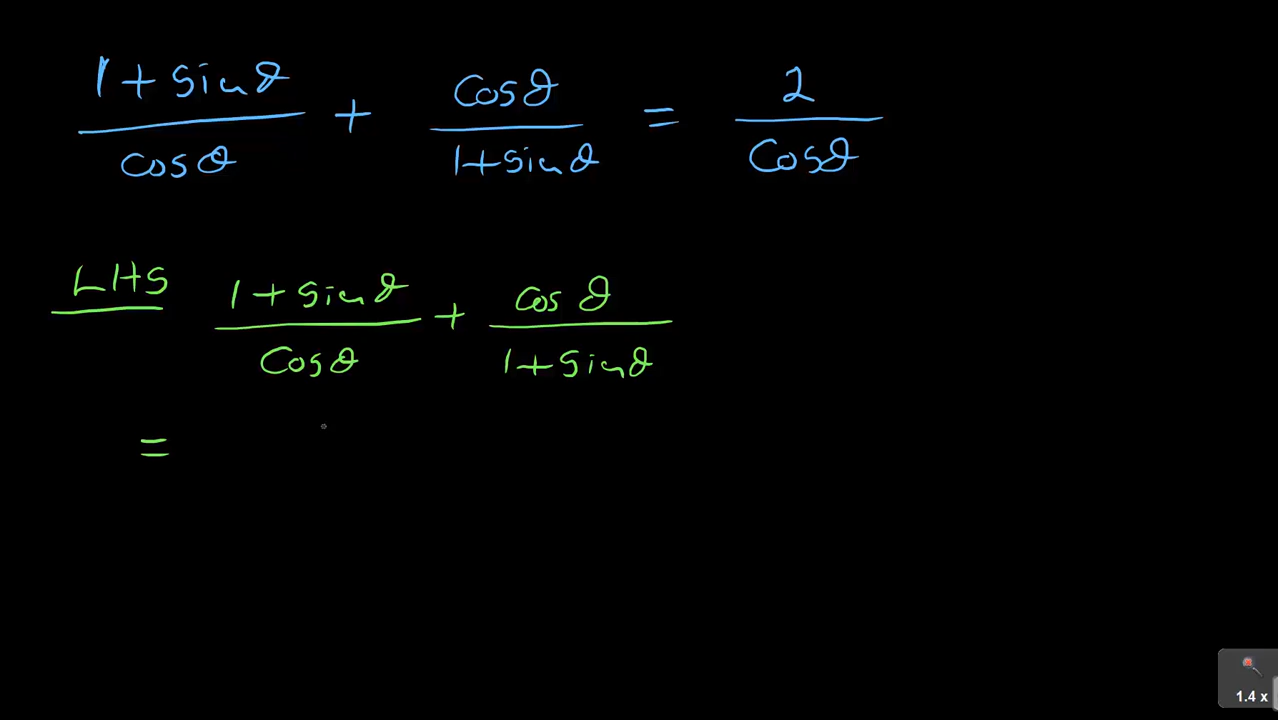 (1 + sinθ)/(cosθ) + (cosθ)/(1 + sinθ) = 2/(cosθ)
LHS (1 + sinθ)/(cosθ) + (cosθ)/(1 + sinθ)
=
1.4 x